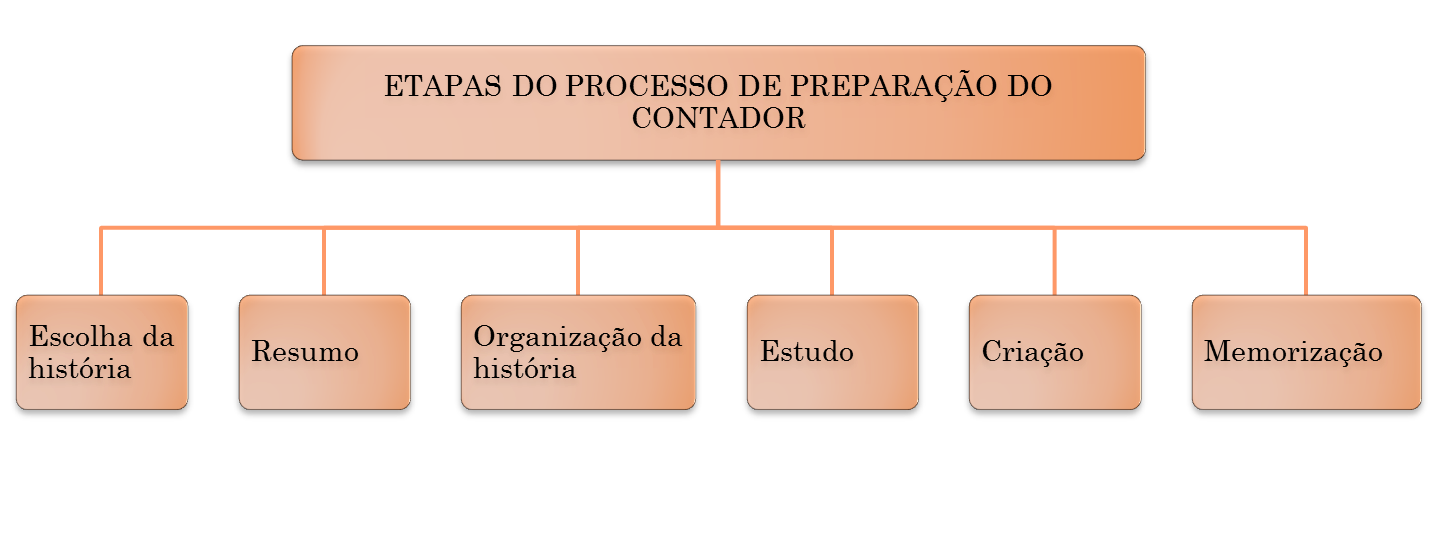 ETAPAS DO PROCESSO DE PREPARAÇÃO DO
CONTADOR
Escolha da
história
Resumo
Organização da
história
Estudo
Criação
Memorização